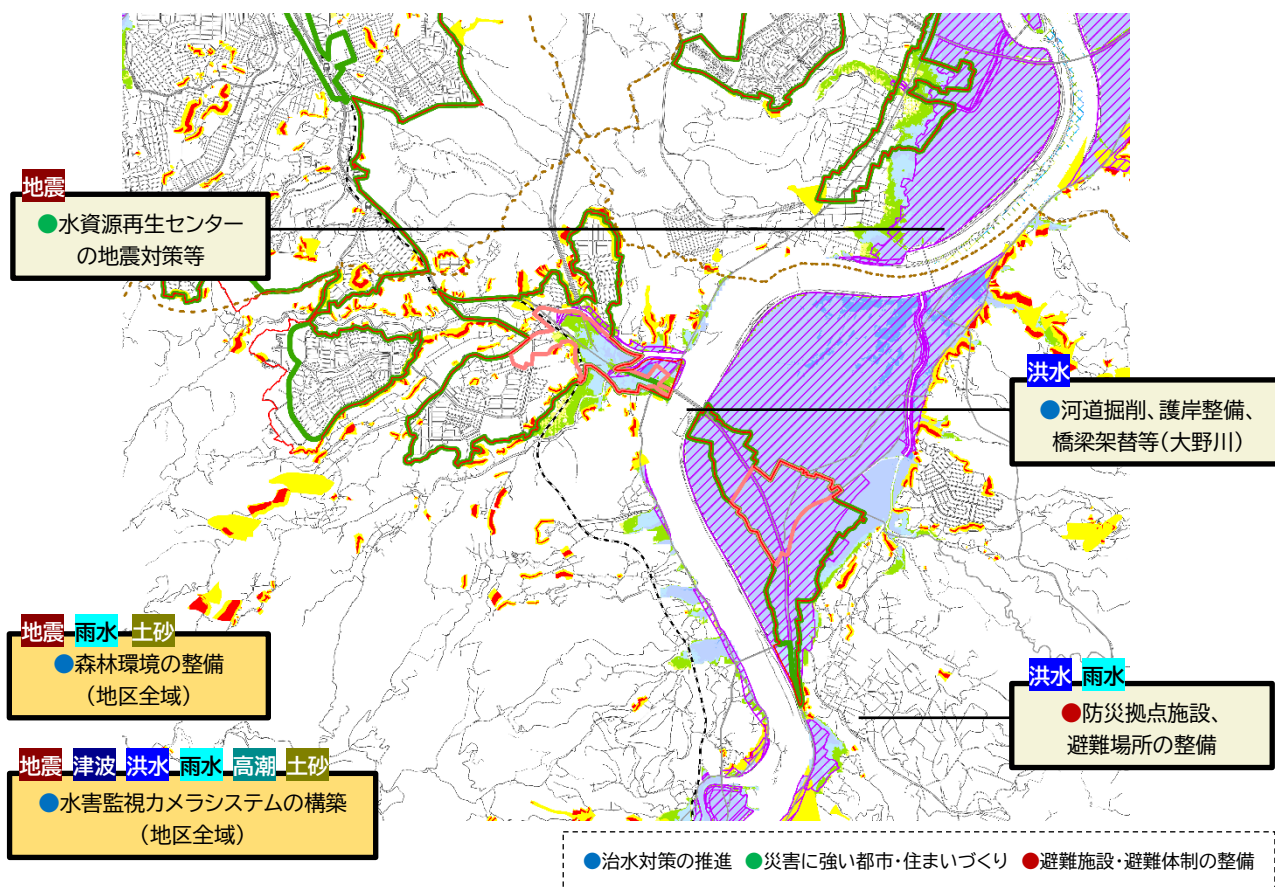 地震
●水資源再生センター
の地震対策等
洪水
●河道掘削、護岸整備、
橋梁架替等(大野川)
地震 雨水 土砂
●森林環境の整備
(地区全域)
洪水 雨水
●防災拠点施設、
避難場所の整備
地震 津波 洪水 雨水 高潮 土砂
●水害監視カメラシステムの構築
(地区全域)
●治水対策の推進 ●災害に強い都市・住まいづくり ●避難施設・避難体制の整備